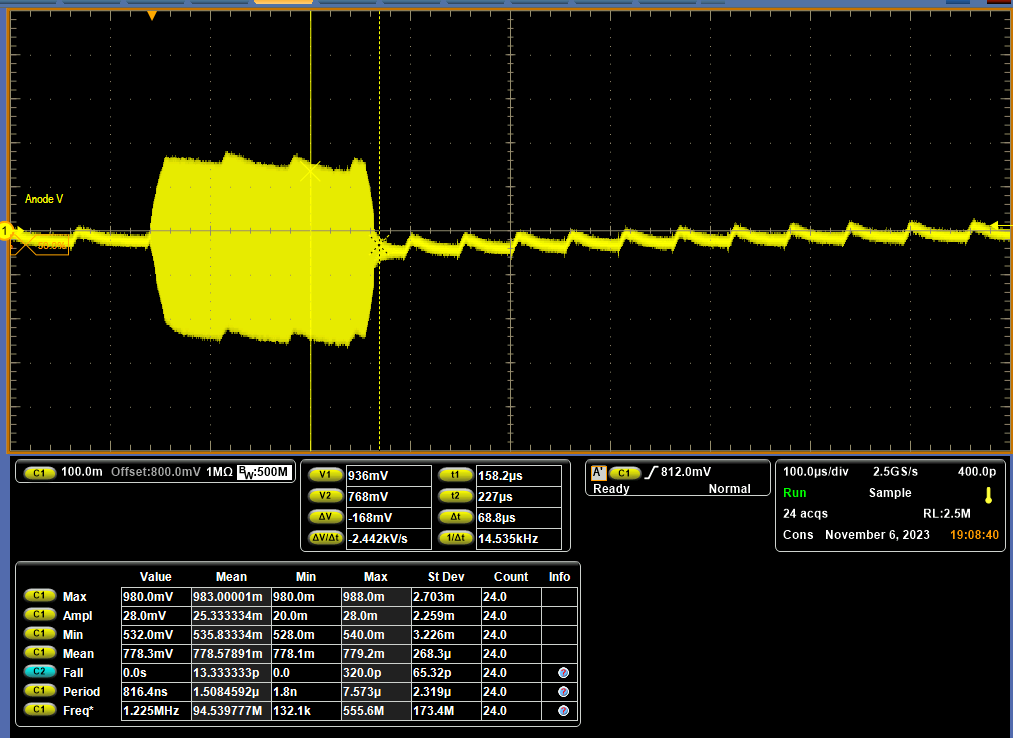 Anode V
1
C1 100.0m Offset:800.0mV 1MΩ BW:500M
V1 936mV t1 158.2µs
V2 768mV t2 227µs
ΔV -168mV Δt 68.8µs
ΔV/Δt -2.442kV/s 1/Δt 14.535kHz
A' C1 812.0mV
Ready Normal
100.0µs/div 2.5GS/s 400.0p
Run Sample
24 acqs RL:2.5M
Cons November 6, 2023 19:08:40
Value Mean Min Max St Dev Count Info
C1 Max 980.0mV 983.00001m 980.0m 988.0m 2.703m 24.0
C1 Ampl 28.0mV 25.333334m 20.0m 28.0m 2.259m 24.0
C1 Min 532.0mV 535.83334m 528.0m 540.0m 3.226m 24.0
C1 Mean 778.3mV 778.57891m 778.1m 779.2m 268.3µ 24.0
C2 Fall 0.0s 13.333333p 0.0 320.0p 65.32p 24.0
C1 Period 816.4ns 1.5084592µ 1.8n 7.573µ 2.319µ 24.0
C1 Freq* 1.225MHz 94.539777M 132.1k 555.6M 173.4M 24.0